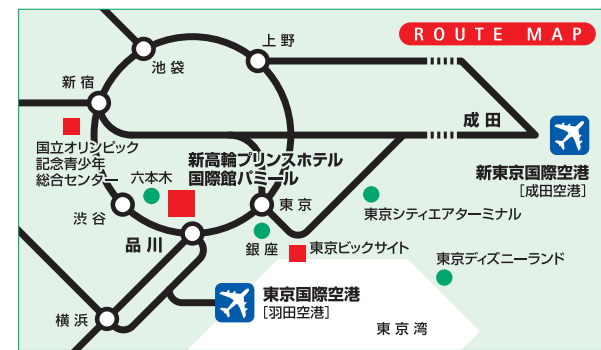 ROUTE MAP
上野
池袋
新宿
成田
国立オリンピック
記念青少年
総合センター
新高輪プリンスホテル
国際館パミール
新東京国際空港
[成田空港]
六本木
渋谷
東京
東京シティエアターミナル
品川
銀座
東京ビックサイト
東京ディズニーランド
東京国際空港
[羽田空港]
横浜
東京湾